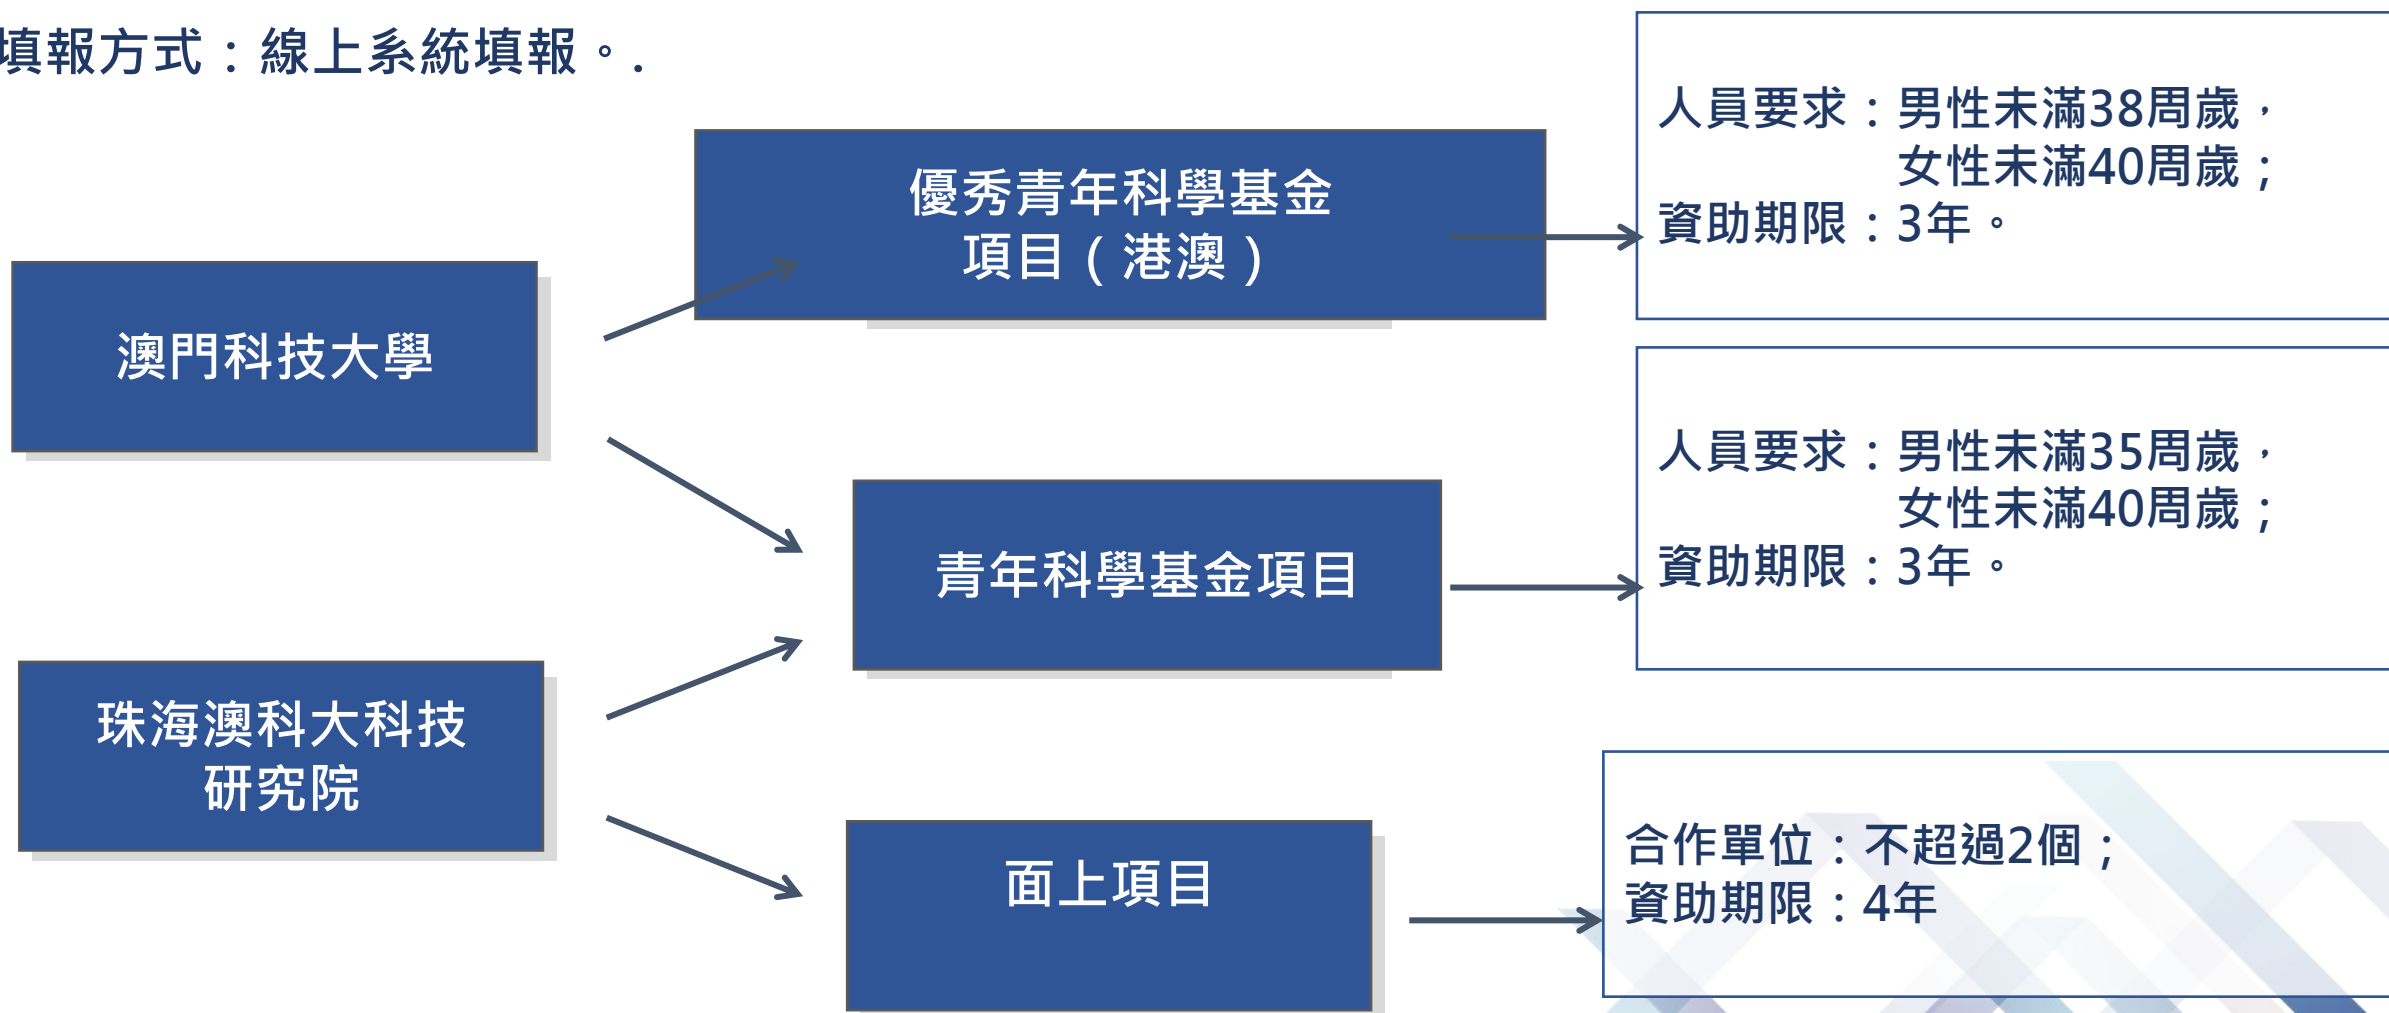 填報方式：線上系統填報。.
優秀青年科學基金
項目（港澳）
人員要求：男性未滿38周歲，
女性未滿40周歲；
資助期限：3年。
澳門科技大學
青年科學基金項目
人員要求：男性未滿35周歲，
女性未滿40周歲；
資助期限：3年。
珠海澳科大科技
研究院
面上項目
合作單位：不超過2個；
資助期限：4年